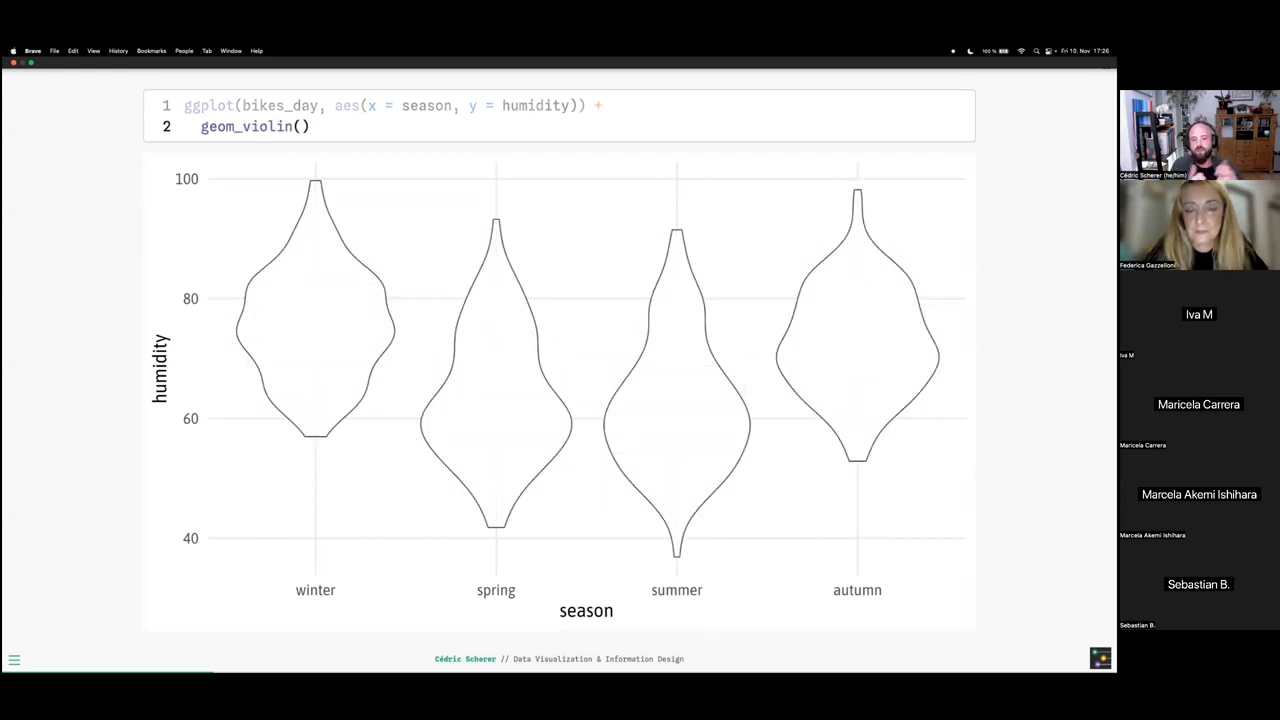 Brave File Edit View History Bookmarks People Tab Window Help
100 % Fri 10. Nov 17:26
1 ggplot(bikes_day, aes(x = season, y = humidity)) +
2 geom_violin()
100
80
60
40
humidity
winter spring summer autumn
season
Cédric Scherer // Data Visualization & Information Design
Cédric Scherer (he/him)
Federica Gazzelloni
Iva M
Iva M
Maricela Carrera
Maricela Carrera
Marcela Akemi Ishihara
Marcela Akemi Ishihara
Sebastian B.
Sebastian B.